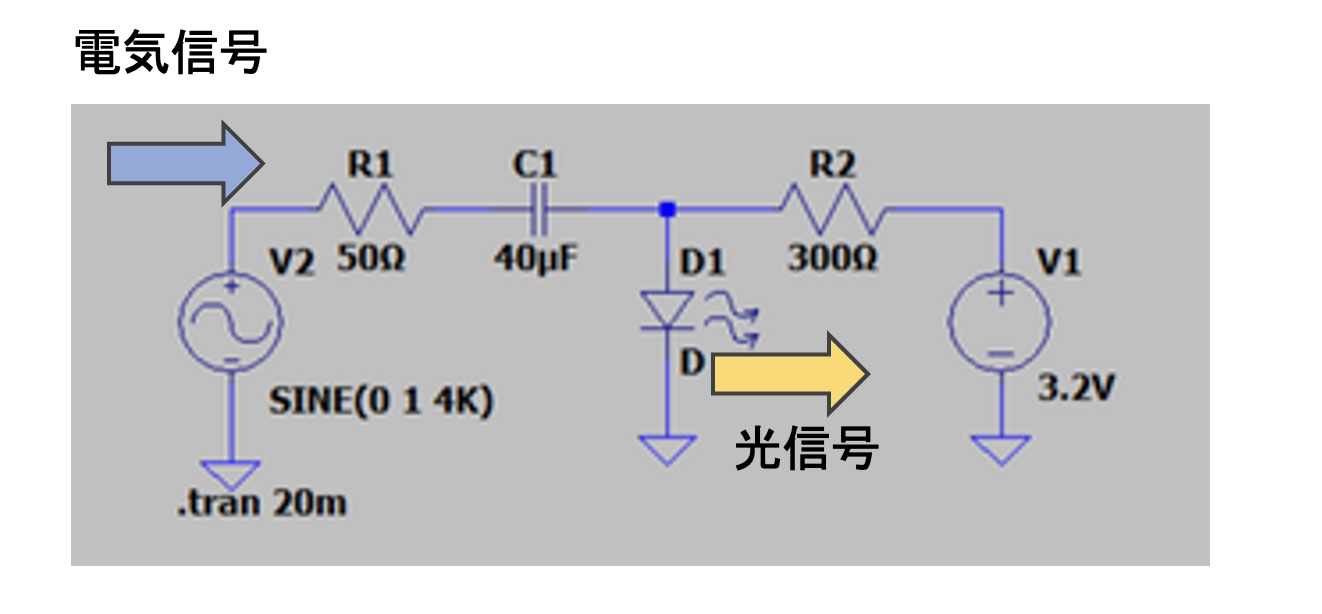 電気信号
R1
C1
R2
V2
50Ω
40µF
D1
300Ω
V1
D
SINE(0 1 4K)
3.2V
光信号
.tran 20m